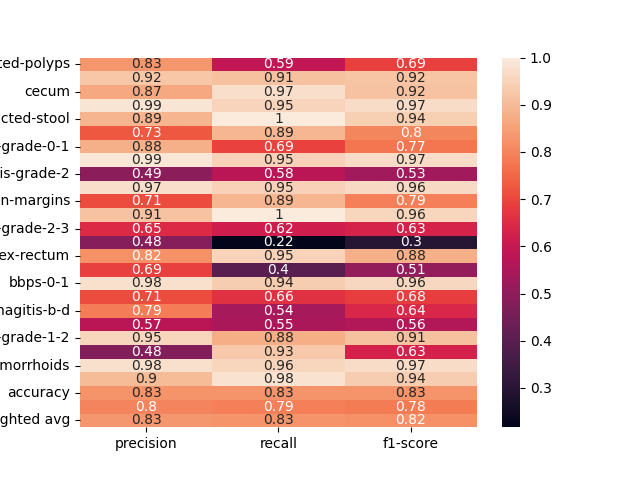 ted-polyps 0.83 0.59 0.69
0.92 0.91 0.92
cecum 0.87 0.97 0.92
0.99 0.95 0.97
cted-stool 0.89 1 0.94
0.73 0.89 0.8
-grade-0-1 0.88 0.69 0.77
0.99 0.95 0.97
is-grade-2 0.49 0.58 0.53
0.97 0.95 0.96
n-margins 0.71 0.89 0.79
0.91 1 0.96
-grade-2-3 0.65 0.62 0.63
0.48 0.22 0.3
ex-rectum 0.82 0.95 0.88
0.69 0.4 0.51
bbps-0-1 0.98 0.94 0.96
0.71 0.66 0.68
nagitis-b-d 0.79 0.54 0.64
0.57 0.55 0.56
-grade-1-2 0.95 0.88 0.91
0.48 0.93 0.63
morrhoids 0.98 0.96 0.97
0.9 0.98 0.94
accuracy 0.83 0.83 0.83
0.8 0.79 0.78
ghted avg 0.83 0.83 0.82
precision recall f1-score
1.0
0.9
0.8
0.7
0.6
0.5
0.4
0.3